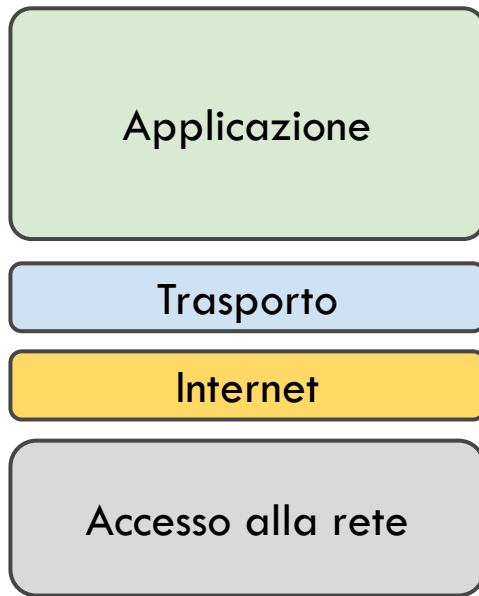 Applicazione
Trasporto
Internet
Accesso alla rete